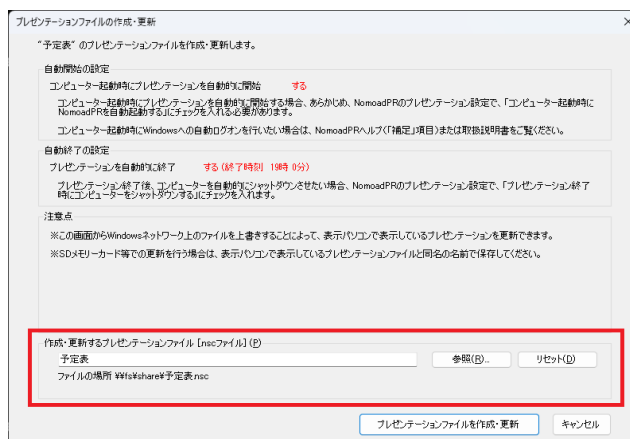 プレゼンテーションファイルの作成・更新
"予定表" のプレゼンテーションファイルを作成・更新します。
自動開始の設定
コンピューター起動時にプレゼンテーションを自動的に開始 する
コンピューター起動時にプレゼンテーションを自動的に開始する場合、あらかじめ、NomoadPRのプレゼンテーション設定で、「コンピューター起動時に
NomoadPRを自動起動する」にチェックを入れる必要があります。
コンピューター起動時にWindowsへの自動ログオンを行いたい場合は、NomoadPRヘルプ(「補足」項目)または取扱説明書をご覧ください。
自動終了の設定
プレゼンテーションを自動的に終了 する (終了時刻 19時 0分)
プレゼンテーション終了後、コンピューターを自動的にシャットダウンさせたい場合、NomoadPRのプレゼンテーション設定で、「プレゼンテーション終了
時にコンピューターをシャットダウンする」にチェックを入れます。
注意点
※この画面からWindowsネットワーク上のファイルを上書きすることによって、表示パソコンで表示しているプレゼンテーションを更新できます。
※SDメモリーカード等での更新を行う場合は、表示パソコンで表示しているプレゼンテーションファイルと同名の名前で保存してください。
作成・更新するプレゼンテーションファイル [nscファイル] (P)
予定表 参照(R)... リセット(D)
ファイルの場所 ¥¥fs¥share¥予定表.nsc
プレゼンテーションファイルを作成・更新 キャンセル